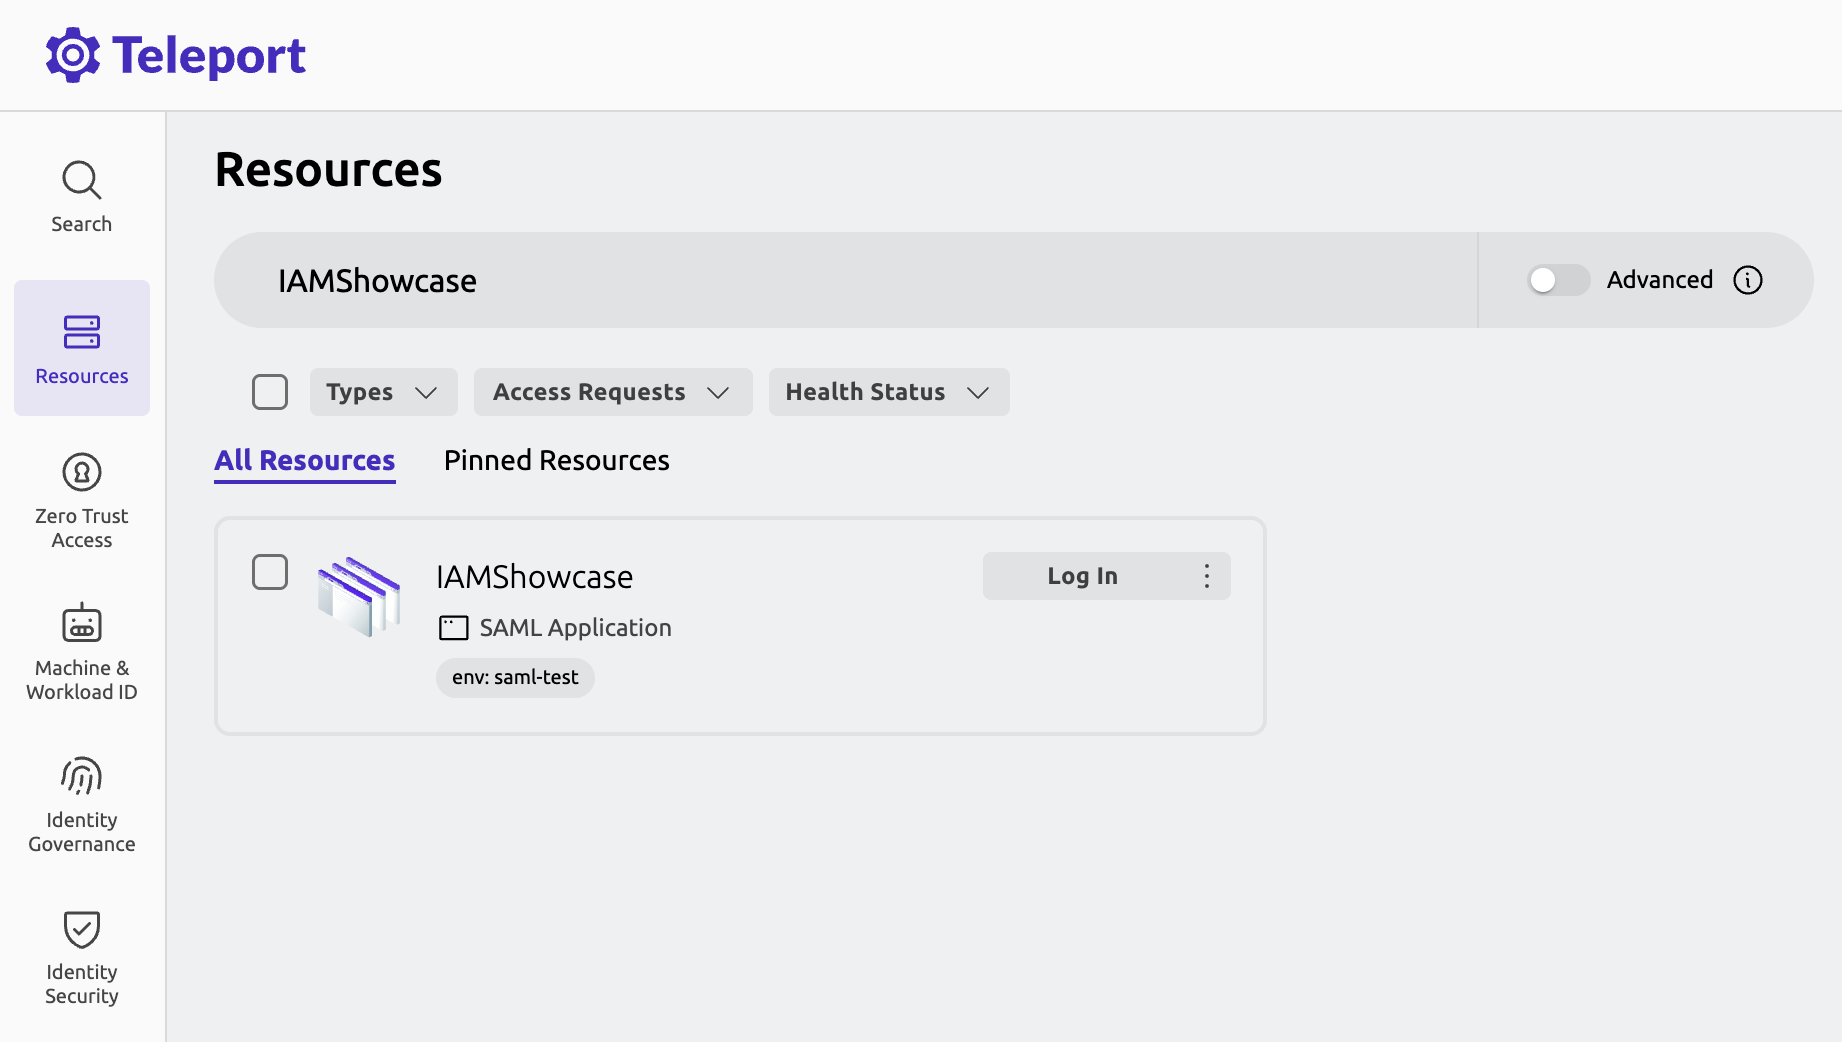 Teleport
Search
Resources
Zero Trust
Access
Machine &
Workload ID
Identity
Governance
Identity
Security
Resources
IAMShowcase
Advanced
Types
Access Requests
Health Status
All Resources
Pinned Resources
IAMShowcase
Log In
SAML Application
env: saml-test